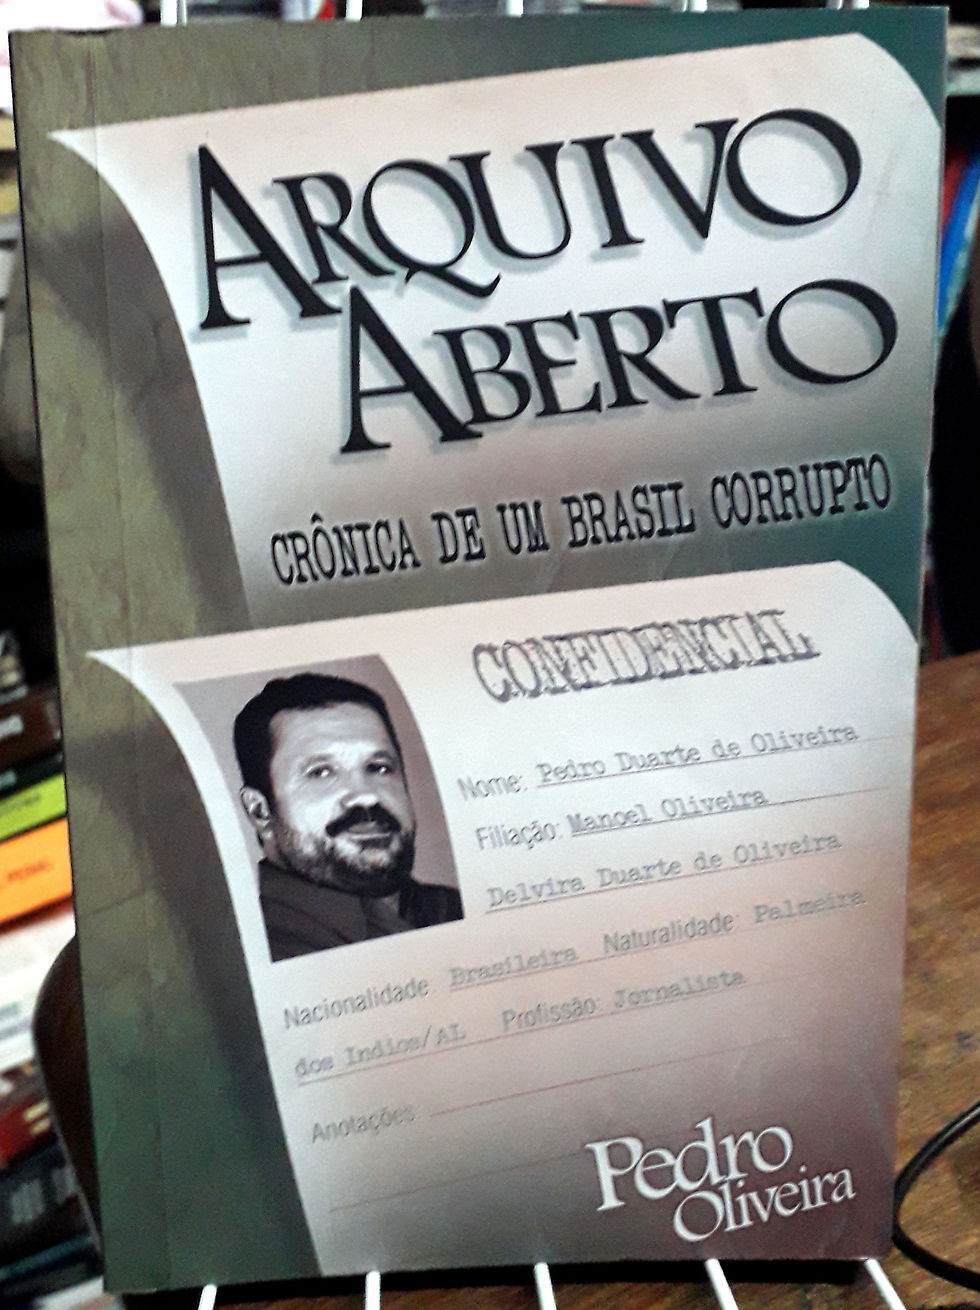 ARQUIVO
ABERTO
CRÔNICA DE UM BRASIL CORRUPTO
CONFIDENCIAL
Nome: Pedro Duarte de Oliveira
Filiação: Manoel Oliveira
Delvira Duarte de Oliveira
Nacionalidade: Brasileira Naturalidade: Palmeira
dos Indios/AL Profissão: Jornalista
Anotações:
Pedro
Oliveira